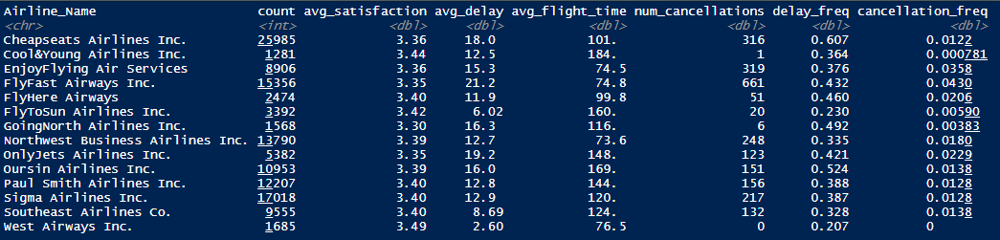 Airline_Name count avg_satisfaction avg_delay avg_flight_time num_cancellations delay_freq cancellation_freq
<chr> <int> <dbl> <dbl> <dbl> <dbl> <dbl> <dbl>
Cheapseats Airlines Inc. 25985 3.36 18.0 101. 316 0.607 0.0122
Cool&Young Airlines Inc. 1281 3.44 12.5 184. 1 0.364 0.000781
EnjoyFlying Air Services 8906 3.36 15.3 74.5 319 0.376 0.0358
FlyFast Airways Inc. 15356 3.35 21.2 74.8 661 0.432 0.0430
FlyHere Airways 2474 3.40 11.9 99.8 51 0.460 0.0206
FlyToSun Airlines Inc. 3392 3.42 6.02 160. 20 0.230 0.00590
GoingNorth Airlines Inc. 1568 3.30 16.3 116. 6 0.492 0.00383
Northwest Business Airlines Inc. 13790 3.39 12.7 73.6 248 0.335 0.0180
OnlyJets Airlines Inc. 5382 3.35 19.2 148. 123 0.421 0.0229
Oursin Airlines Inc. 10953 3.39 16.0 169. 151 0.524 0.0138
Paul Smith Airlines Inc. 12207 3.40 12.8 144. 156 0.388 0.0128
Sigma Airlines Inc. 17018 3.40 12.9 120. 217 0.387 0.0128
Southeast Airlines Co. 9555 3.40 8.69 124. 132 0.328 0.0138
West Airways Inc. 1685 3.49 2.60 76.5 0 0.207 0